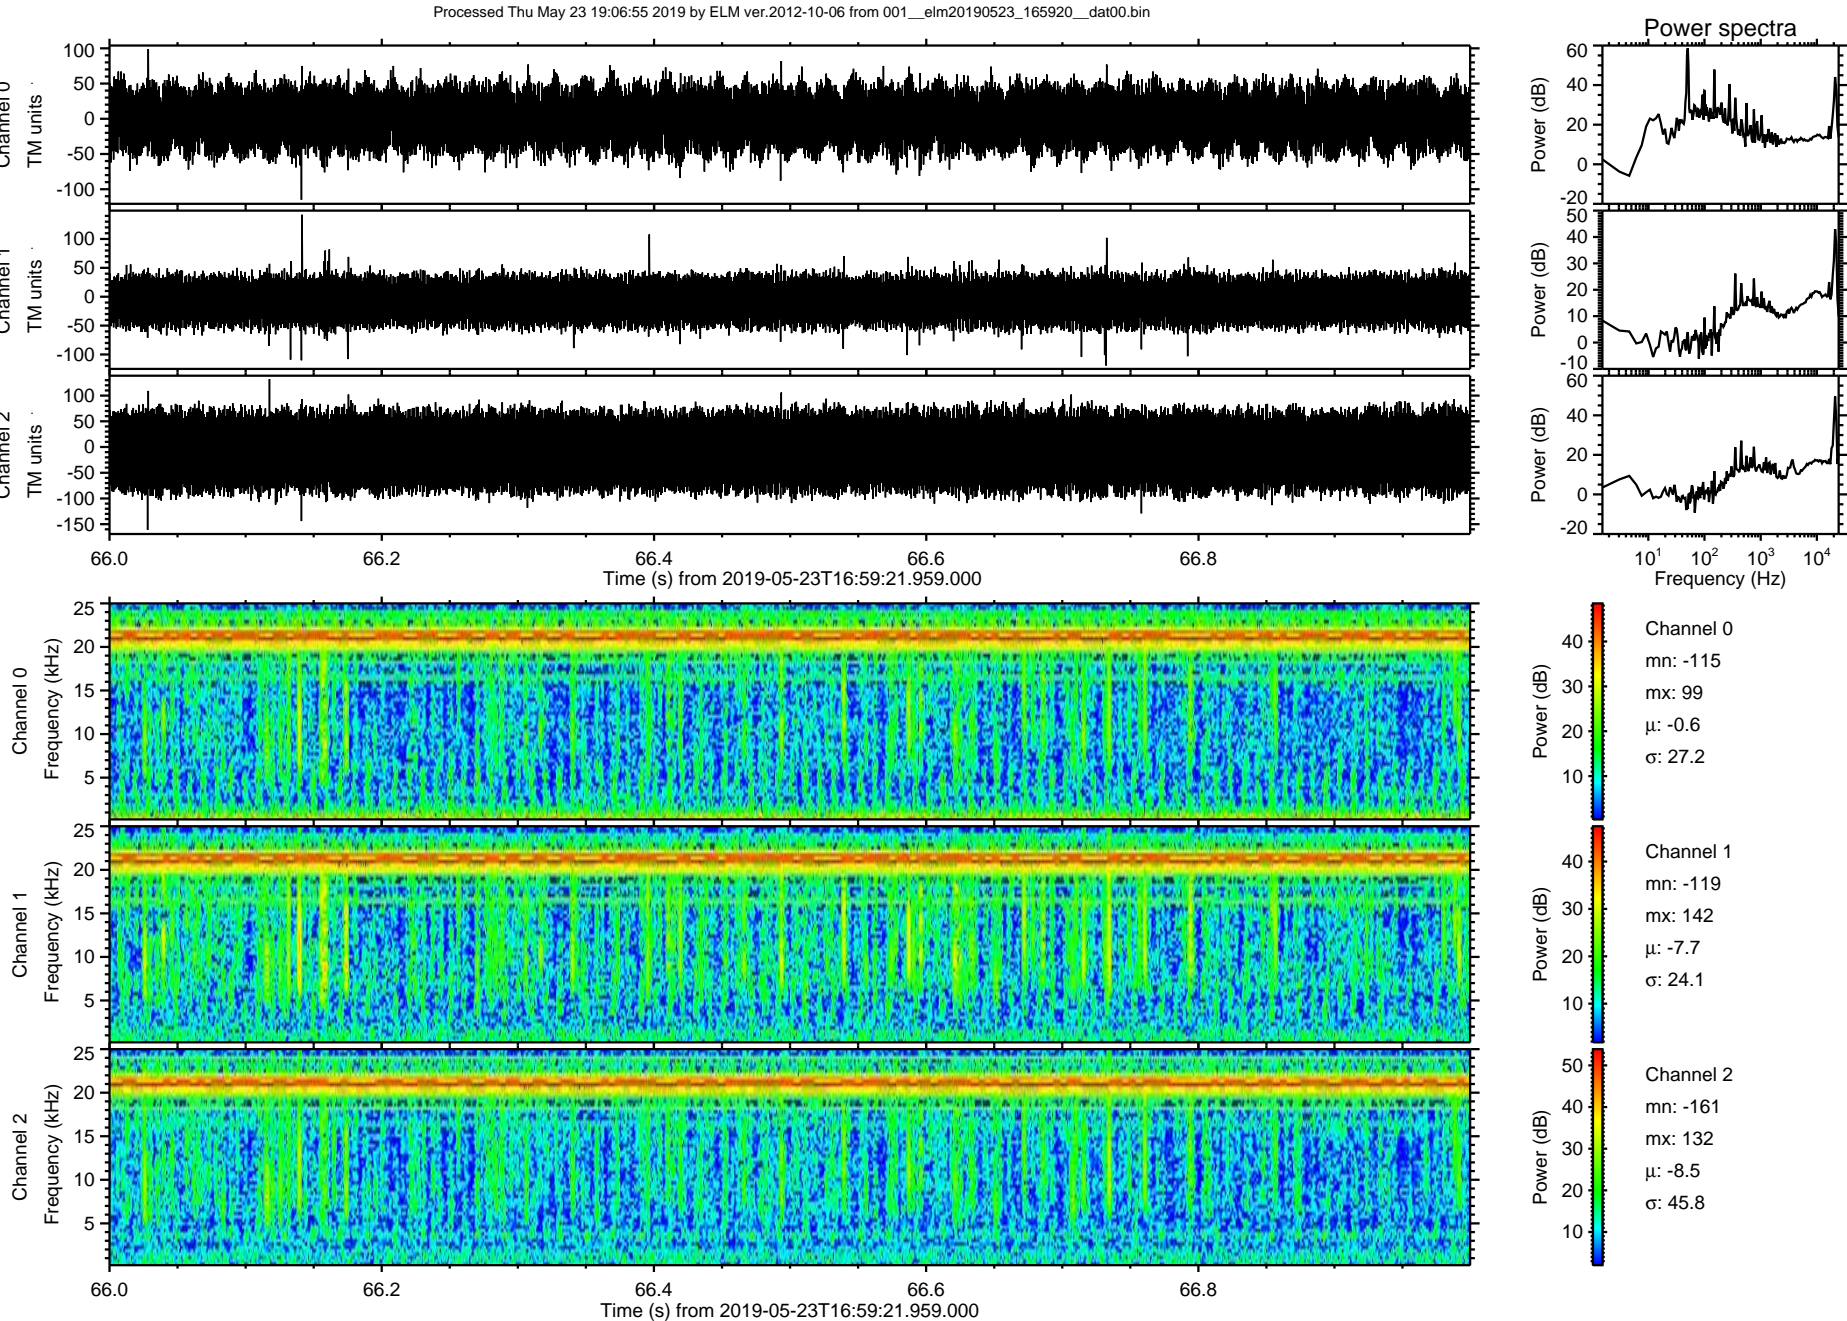 Processed Thu May 23 19:06:55 2019 by ELM ver.2012-10-06 from 001__elm20190523_165920__dat00.bin
Power spectra
Channel 0
TM units
100
50
0
-50
-100
Power (dB)
60
40
20
0
-20
Channel 1
TM units
100
50
0
-50
-100
Power (dB)
50
40
30
20
10
0
-10
Channel 2
TM units
100
50
0
-50
-100
-150
Power (dB)
60
40
20
0
-20
66.0 66.2 66.4 66.6 66.8
Time (s) from 2019-05-23T16:59:21.959.000
10¹ 10² 10³ 10⁴
Frequency (Hz)
Channel 0
Frequency (kHz)
25
20
15
10
5
Power (dB)
40
30
20
10
Channel 0
mn: -115
mx: 99
μ: -0.6
σ: 27.2
Channel 1
Frequency (kHz)
25
20
15
10
5
Power (dB)
40
30
20
10
Channel 1
mn: -119
mx: 142
μ: -7.7
σ: 24.1
Channel 2
Frequency (kHz)
25
20
15
10
5
Power (dB)
50
40
30
20
10
Channel 2
mn: -161
mx: 132
μ: -8.5
σ: 45.8
66.0 66.2 66.4 66.6 66.8
Time (s) from 2019-05-23T16:59:21.959.000